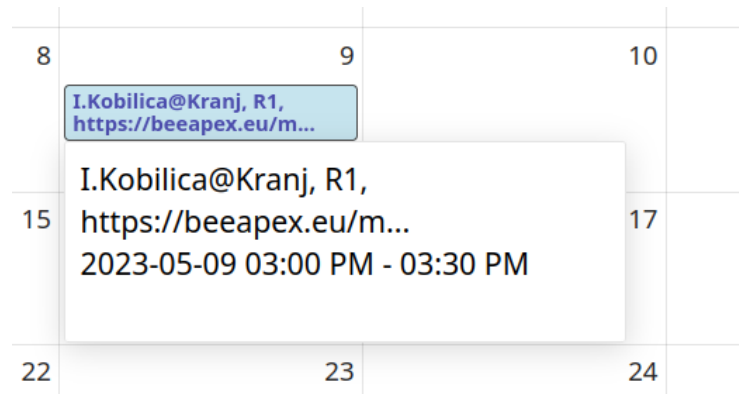 8
9
10
I.Kobilica@Kranj, R1,
https://beeapex.eu/m...
I.Kobilica@Kranj, R1,
https://beeapex.eu/m...
2023-05-09 03:00 PM - 03:30 PM
15
17
22
23
24